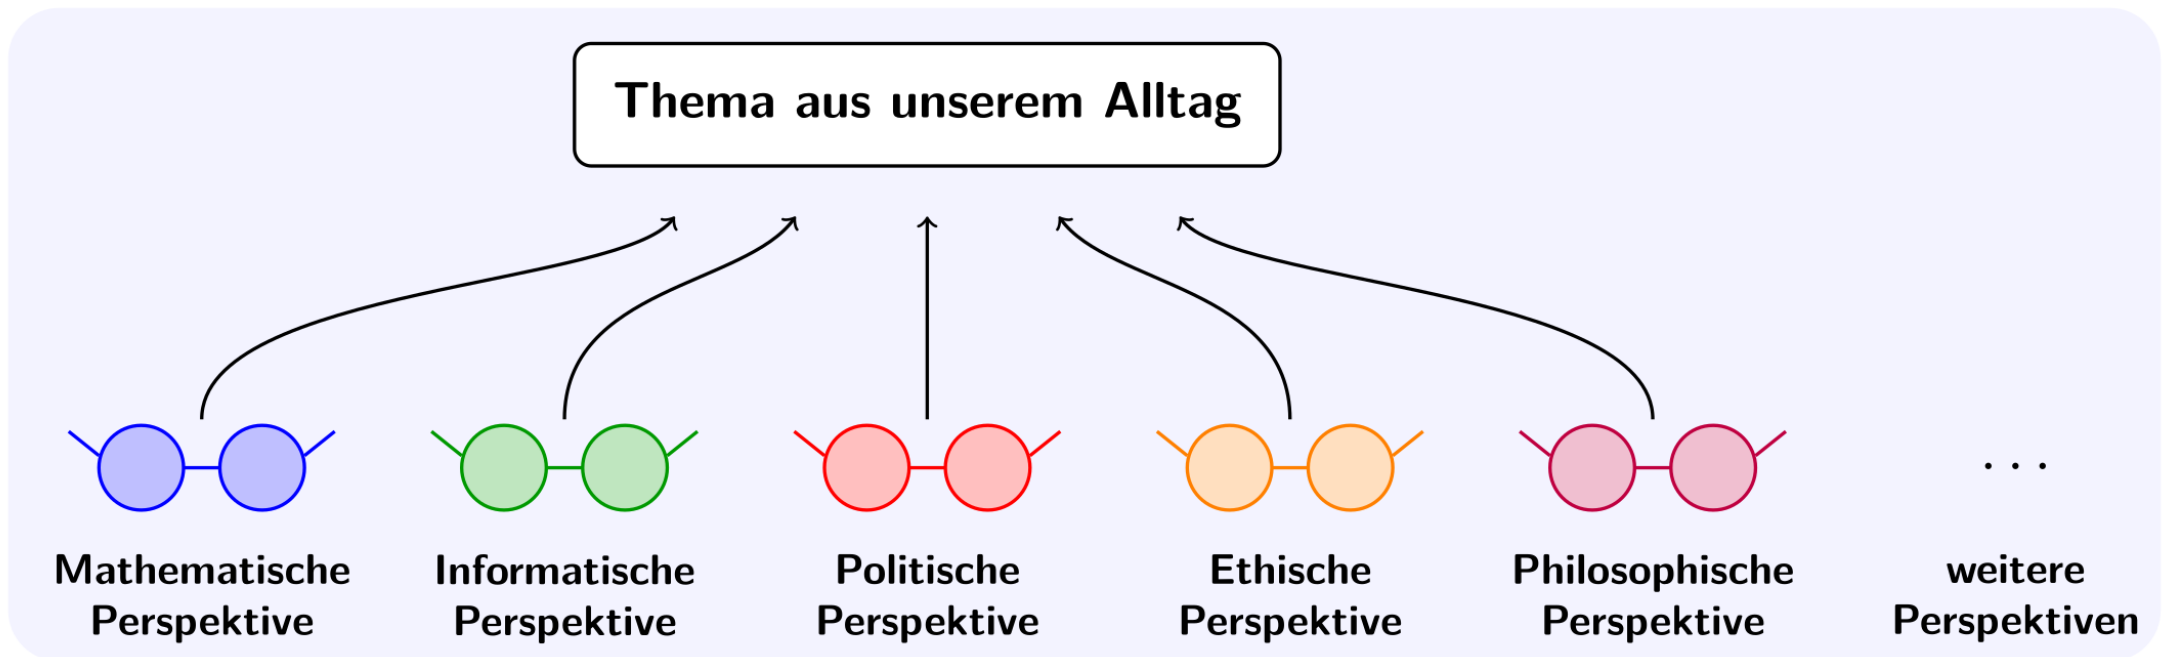 Thema aus unserem Alltag
. . .
Mathematische
Perspektive
Informatische
Perspektive
Politische
Perspektive
Ethische
Perspektive
Philosophische
Perspektive
weitere
Perspektiven